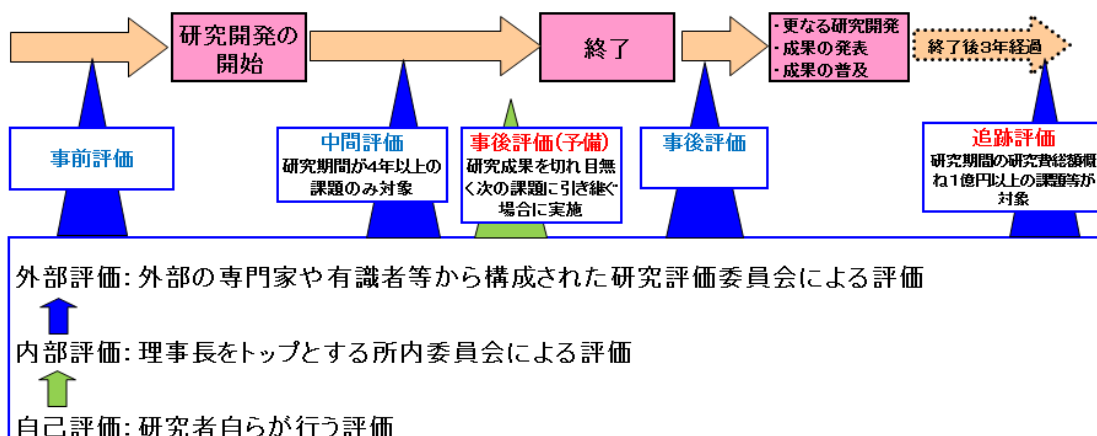 研究開発の
開始
終了
・更なる研究開発
・成果の発表
・成果の普及
終了後3年経過
事前評価
中間評価
研究期間が4年以上の
課題のみ対象
事後評価(予備)
研究成果を切れ目無
く次の課題に引き継ぐ
場合に実施
事後評価
追跡評価
研究期間の研究費総額概
ね1億円以上の課題等が
対象
外部評価:外部の専門家や有識者等から構成された研究評価委員会による評価
内部評価:理事長をトップとする所内委員会による評価
自己評価:研究者自らが行う評価